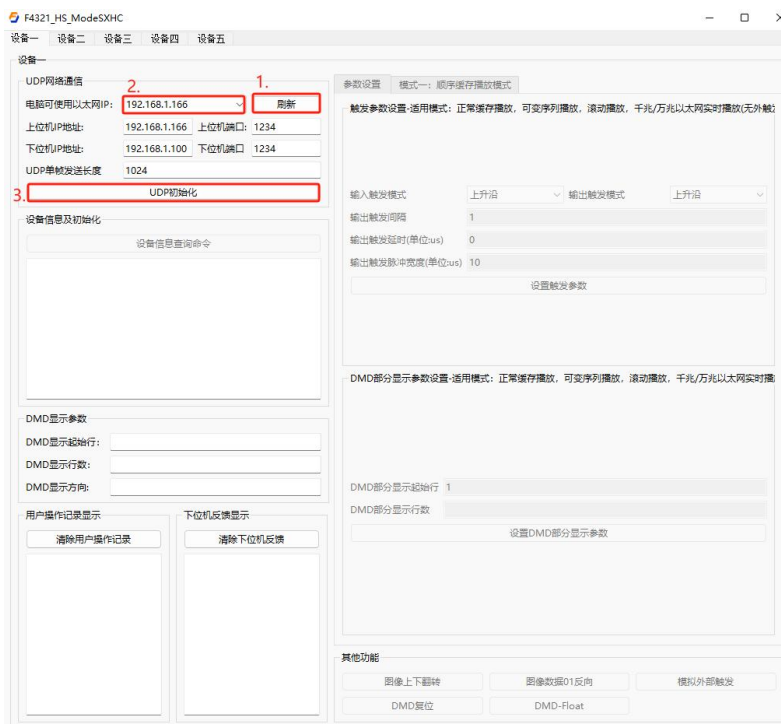 F4321_HS_ModeSXHC
设备一 设备二 设备三 设备四 设备五
设备一
UDP网络通信
2. 1.
电脑可使用以太网IP: 192.168.1.166 刷新
上位机IP地址: 192.168.1.166 上位机端口: 1234
下位机IP地址: 192.168.1.100 下位机端口 1234
UDP单帧发送长度 1024
3. UDP初始化
设备信息及初始化
设备信息查询命令
DMD显示参数
DMD显示起始行:
DMD显示行数:
DMD显示方向:
用户操作记录显示 下位机反馈显示
清除用户操作记录 清除下位机反馈
参数设置 模式一: 顺序缓存播放模式
触发参数设置-适用模式: 正常缓存播放, 可变序列播放, 滚动播放, 千兆/万兆以太网实时播放(无外触发
输入触发模式 上升沿 输出触发模式 上升沿
输出触发间隔 1
输出触发延时(单位:us) 0
输出触发脉冲宽度(单位:us) 10
设置触发参数
DMD部分显示参数设置-适用模式: 正常缓存播放, 可变序列播放, 滚动播放, 千兆/万兆以太网实时播
DMD部分显示起始行 1
DMD部分显示行数
设置DMD部分显示参数
其他功能
图像上下翻转 图像数据01反向 模拟外部触发
DMD复位 DMD-Float